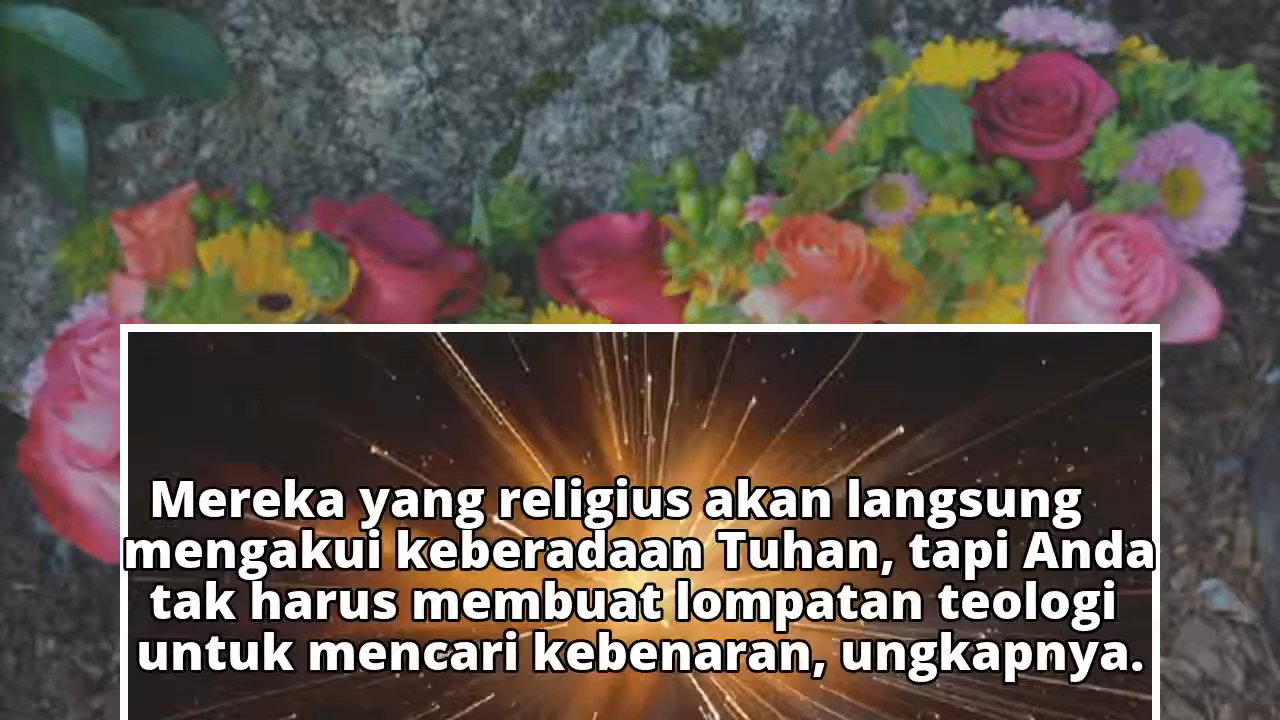 Mereka yang religius akan langsung
mengakui keberadaan Tuhan, tapi Anda
tak harus membuat lompatan teologi
untuk mencari kebenaran, ungkapnya.